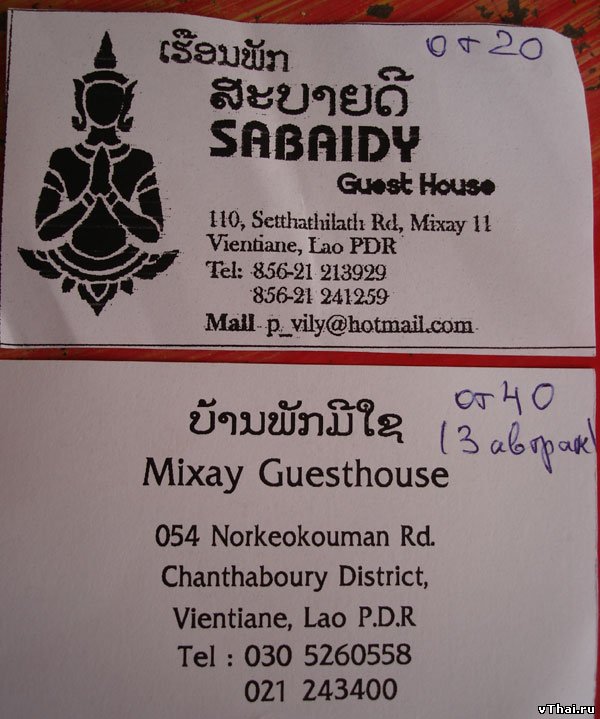 ເຮືອນພັກ
от 20
ສະບາຍດີ
SABAIDY
Guest House
110, Setthathilath Rd, Mixay 11
Vientiane, Lao PDR
Tel: 856-21 213929
856-21 241259
Mail p_vily@hotmail.com
от 40
(3 автрак)
ບ້ານພັກມີໃຊ
Mixay Guesthouse
054 Norkeokouman Rd.
Chanthaboury District,
Vientiane, Lao P.D.R
Tel : 030 5260558
021 243400
vThai.ru